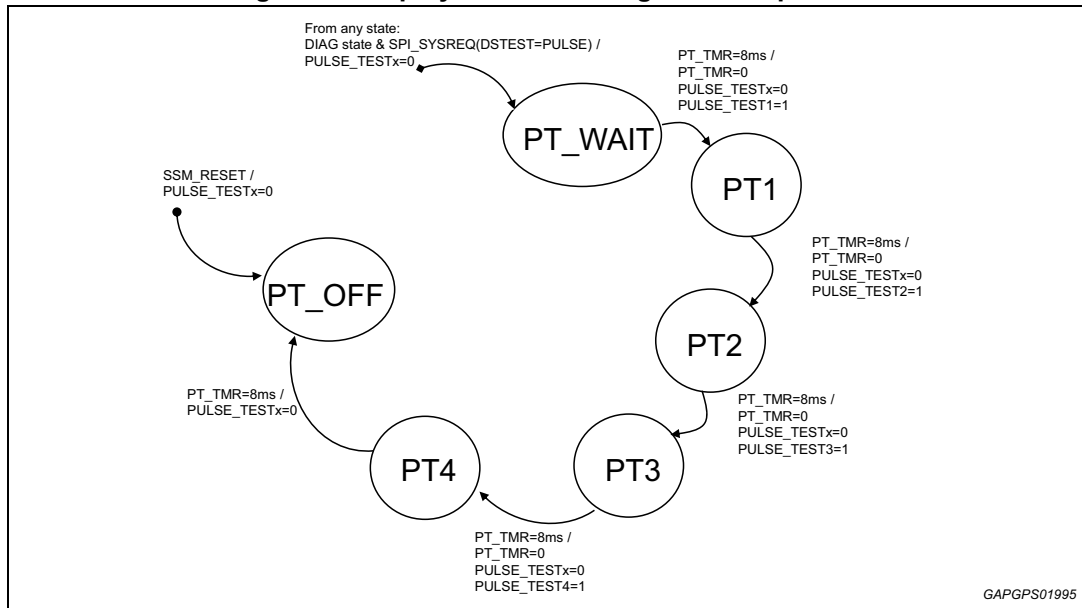 From any state:
DIAG state & SPI_SYSREQ(DSTEST=PULSE) /
PULSE_TESTx=0
PT_WAIT
PT_TMR=8ms /
PT_TMR=0
PULSE_TESTx=0
PULSE_TEST1=1
PT1
PT_TMR=8ms /
PT_TMR=0
PULSE_TESTx=0
PULSE_TEST2=1
PT2
PT_TMR=8ms /
PT_TMR=0
PULSE_TESTx=0
PULSE_TEST3=1
PT3
PT_TMR=8ms /
PT_TMR=0
PULSE_TESTx=0
PULSE_TEST4=1
PT4
PT_TMR=8ms /
PULSE_TESTx=0
PT_OFF
SSM_RESET /
PULSE_TESTx=0
GAPGPS01995